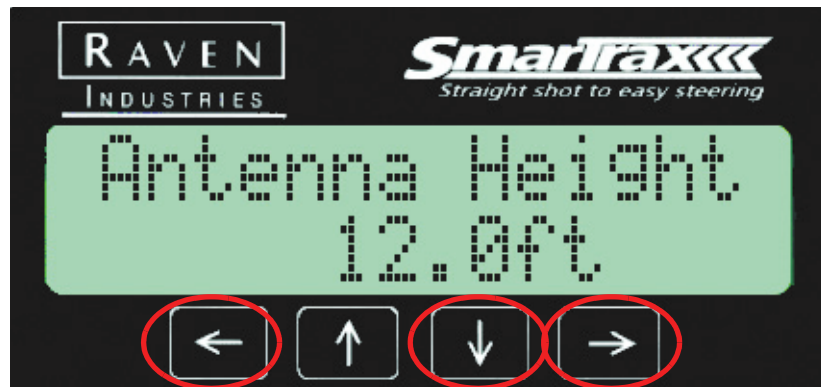 RAVEN
INDUSTRIES
SmarTrax
Straight shot to easy steering
Antenna Height
12.0ft